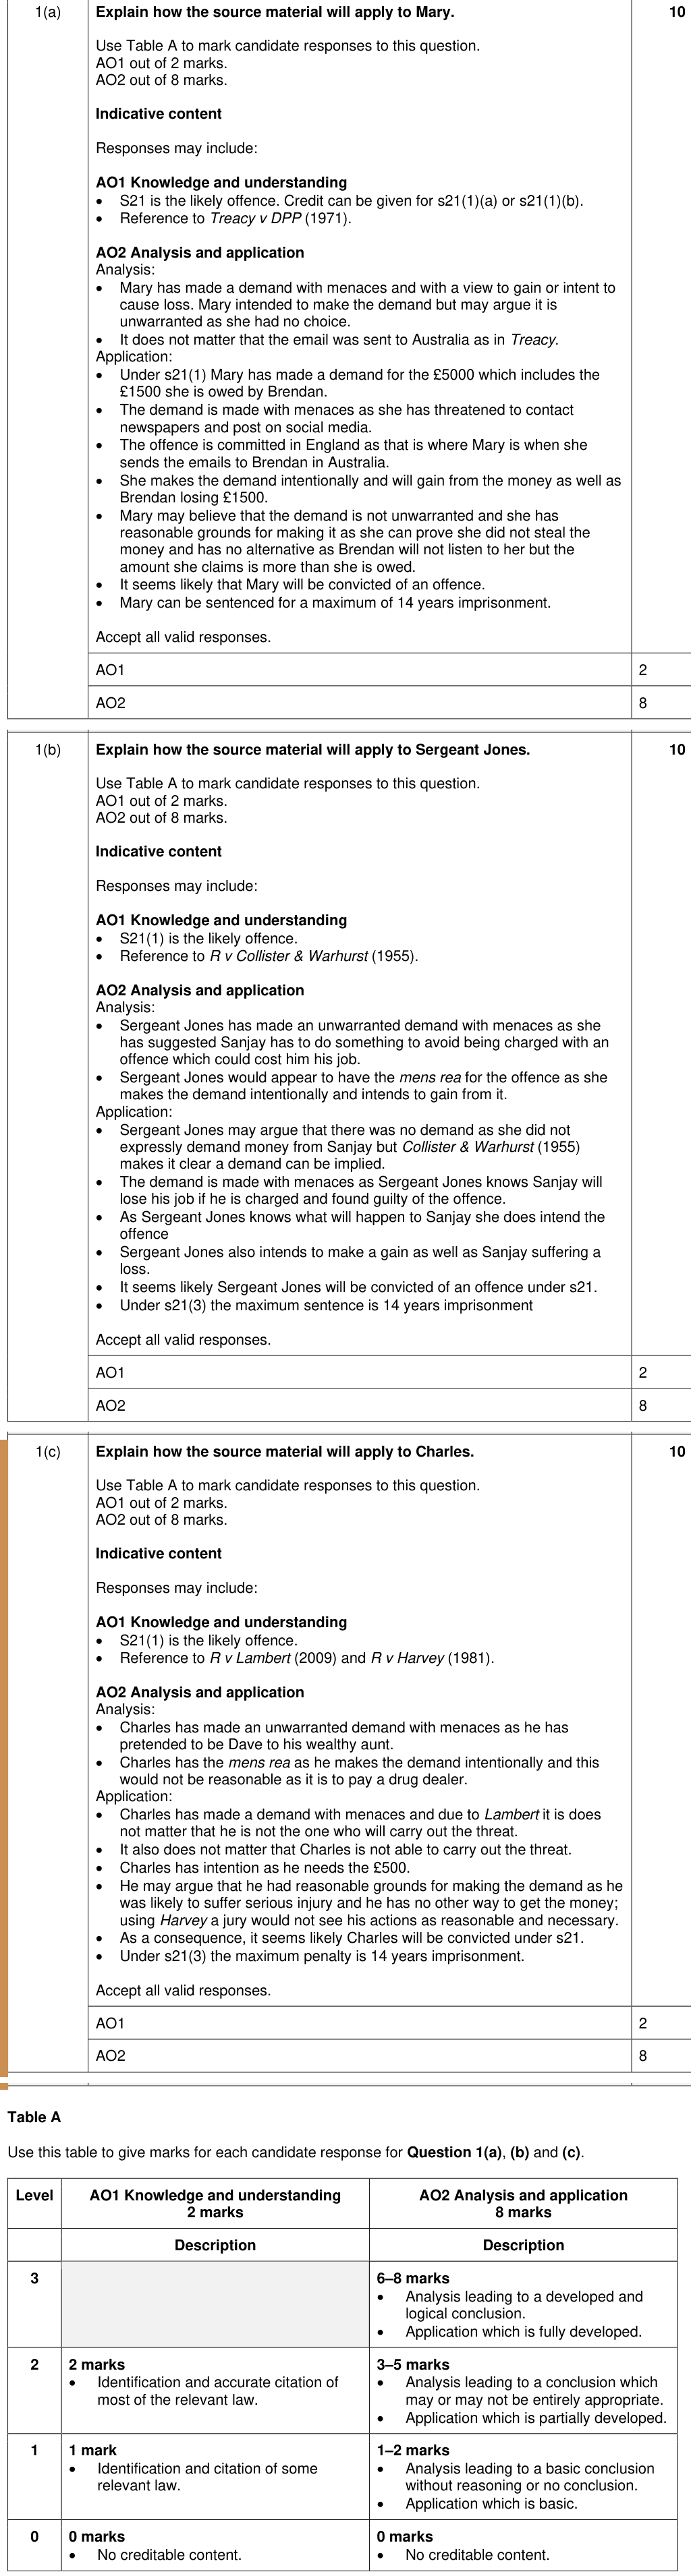 1(a) Explain how the source material will apply to Mary. 10
Use Table A to mark candidate responses to this question.
AO1 out of 2 marks.
AO2 out of 8 marks.
Indicative content
Responses may include:
AO1 Knowledge and understanding
• S21 is the likely offence. Credit can be given for s21(1)(a) or s21(1)(b).
• Reference to Treacy v DPP (1971).
AO2 Analysis and application
Analysis:
• Mary has made a demand with menaces and with a view to gain or intent to
cause loss. Mary intended to make the demand but may argue it is
unwarranted as she had no choice.
• It does not matter that the email was sent to Australia as in Treacy.
Application:
• Under s21(1) Mary has made a demand for the £5000 which includes the
£1500 she is owed by Brendan.
• The demand is made with menaces as she has threatened to contact
newspapers and post on social media.
• The offence is committed in England as that is where Mary is when she
sends the emails to Brendan in Australia.
• She makes the demand intentionally and will gain from the money as well as
Brendan losing £1500.
• Mary may believe that the demand is not unwarranted and she has
reasonable grounds for making it as she can prove she did not steal the
money and has no alternative as Brendan will not listen to her but the
amount she claims is more than she is owed.
• It seems likely that Mary will be convicted of an offence.
• Mary can be sentenced for a maximum of 14 years imprisonment.
Accept all valid responses.
AO1 2
AO2 8
1(b) Explain how the source material will apply to Sergeant Jones. 10
Use Table A to mark candidate responses to this question.
AO1 out of 2 marks.
AO2 out of 8 marks.
Indicative content
Responses may include:
AO1 Knowledge and understanding
• S21(1) is the likely offence.
• Reference to R v Collister & Warhurst (1955).
AO2 Analysis and application
Analysis:
• Sergeant Jones has made an unwarranted demand with menaces as she
has suggested Sanjay has to do something to avoid being charged with an
offence which could cost him his job.
• Sergeant Jones would appear to have the mens rea for the offence as she
makes the demand intentionally and intends to gain from it.
Application:
• Sergeant Jones may argue that there was no demand as she did not
expressly demand money from Sanjay but Collister & Warhurst (1955)
makes it clear a demand can be implied.
• The demand is made with menaces as Sergeant Jones knows Sanjay will
lose his job if he is charged and found guilty of the offence.
• As Sergeant Jones knows what will happen to Sanjay she does intend the
offence
• Sergeant Jones also intends to make a gain as well as Sanjay suffering a
loss.
• It seems likely Sergeant Jones will be convicted of an offence under s21.
• Under s21(3) the maximum sentence is 14 years imprisonment
Accept all valid responses.
AO1 2
AO2 8
1(c) Explain how the source material will apply to Charles. 10
Use Table A to mark candidate responses to this question.
AO1 out of 2 marks.
AO2 out of 8 marks.
Indicative content
Responses may include:
AO1 Knowledge and understanding
• S21(1) is the likely offence.
• Reference to R v Lambert (2009) and R v Harvey (1981).
AO2 Analysis and application
Analysis:
• Charles has made an unwarranted demand with menaces as he has
pretended to be Dave to his wealthy aunt.
• Charles has the mens rea as he makes the demand intentionally and this
would not be reasonable as it is to pay a drug dealer.
Application:
• Charles has made a demand with menaces and due to Lambert it is does
not matter that he is not the one who will carry out the threat.
• It also does not matter that Charles is not able to carry out the threat.
• Charles has intention as he needs the £500.
• He may argue that he had reasonable grounds for making the demand as he
was likely to suffer serious injury and he has no other way to get the money;
using Harvey a jury would not see his actions as reasonable and necessary.
• As a consequence, it seems likely Charles will be convicted under s21.
• Under s21(3) the maximum penalty is 14 years imprisonment.
Accept all valid responses.
AO1 2
AO2 8
Table A
Use this table to give marks for each candidate response for Question 1(a), (b) and (c).
Level AO1 Knowledge and understanding AO2 Analysis and application
2 marks 8 marks
Description Description
3 6–8 marks
• Analysis leading to a developed and
logical conclusion.
• Application which is fully developed.
2 2 marks 3–5 marks
• Identification and accurate citation of • Analysis leading to a conclusion which
most of the relevant law. may or may not be entirely appropriate.
• Application which is partially developed.
1 1 mark 1–2 marks
• Identification and citation of some • Analysis leading to a basic conclusion
relevant law. without reasoning or no conclusion.
• Application which is basic.
0 0 marks 0 marks
• No creditable content. • No creditable content.